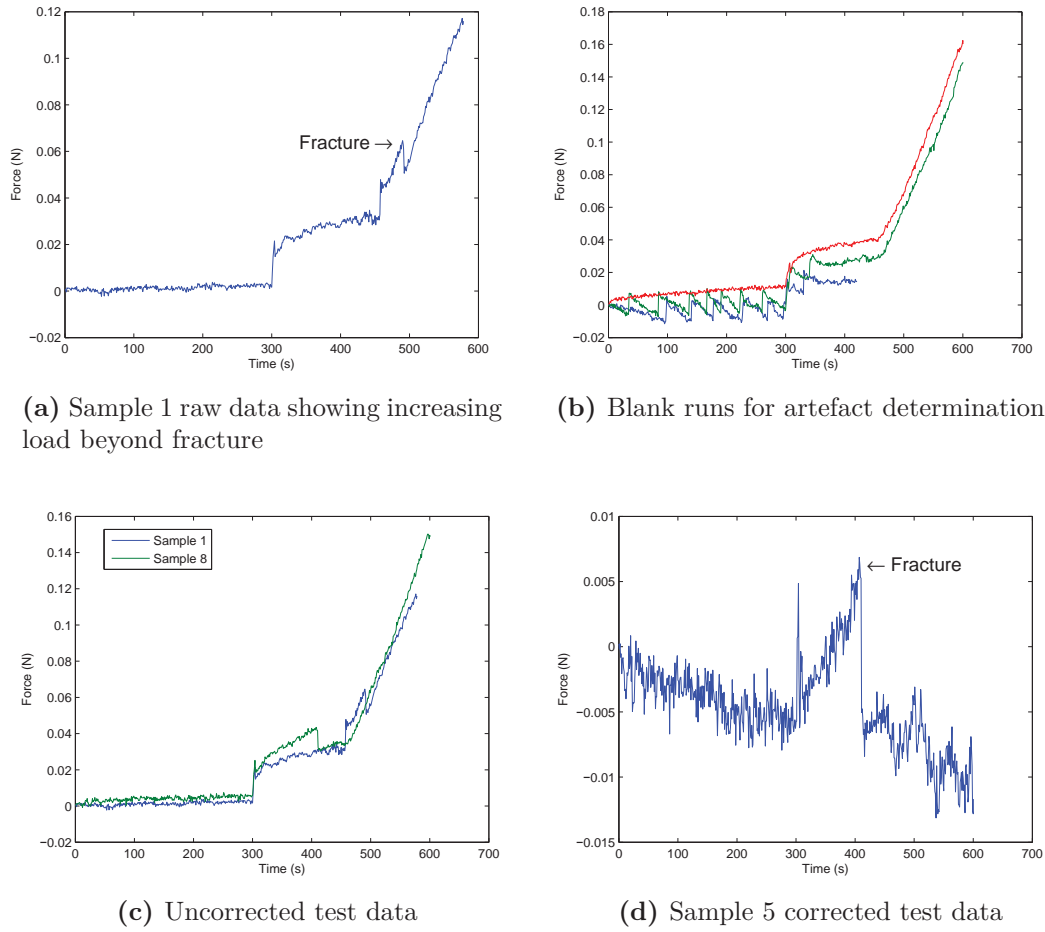 0.12
0.1
0.08
0.06
0.04
0.02
0
−0.02
Force (N)
Fracture →
0 100 200 300 400 500 600
Time (s)
(a) Sample 1 raw data showing increasing
load beyond fracture
0.18
0.16
0.14
0.12
0.1
0.08
0.06
0.04
0.02
0
−0.02
Force (N)
0 100 200 300 400 500 600 700
Time (s)
(b) Blank runs for artefact determination
0.16
0.14
0.12
0.1
0.08
0.06
0.04
0.02
0
−0.02
Force (N)
Sample 1
Sample 8
0 100 200 300 400 500 600 700
Time (s)
(c) Uncorrected test data
0.01
0.005
0
−0.005
−0.01
−0.015
Force (N)
← Fracture
0 100 200 300 400 500 600 700
Time (s)
(d) Sample 5 corrected test data